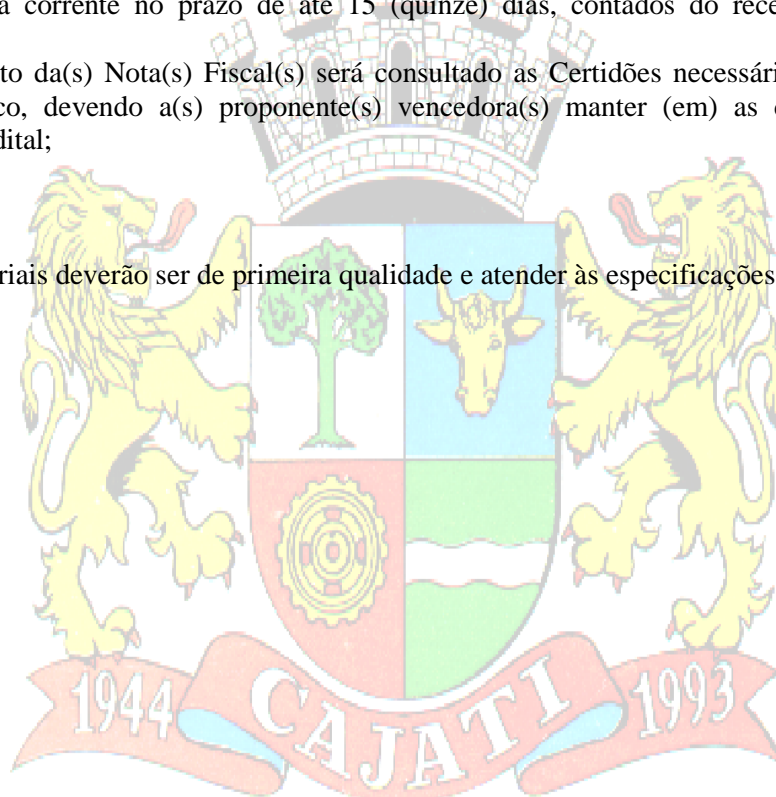 a corrente no prazo de até 15 (quinze) dias, contados do rece
to da(s) Nota(s) Fiscal(s) será consultado as Certidões necessári
co, devendo a(s) proponente(s) vencedora(s) manter (em) as
dital;
riais deverão ser de primeira qualidade e atender às especificações
1944 CAJATI 1993